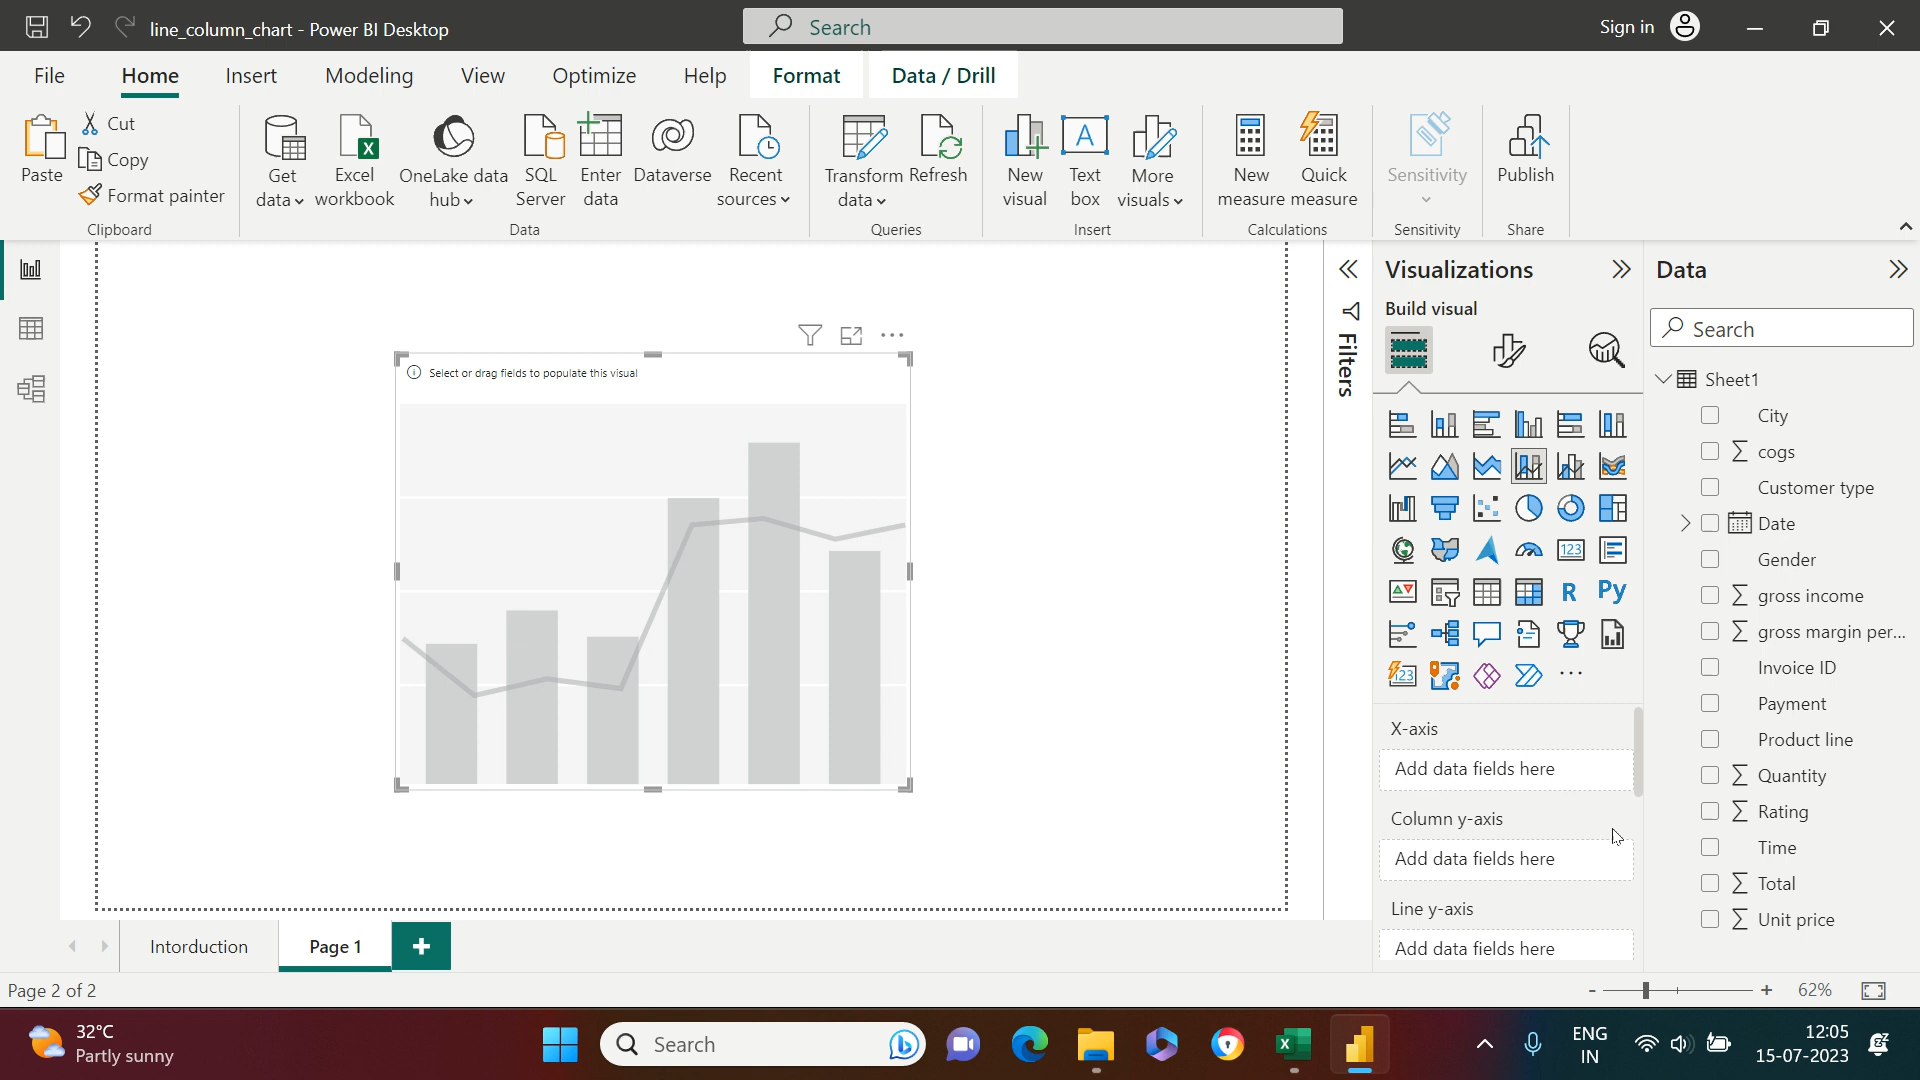 line_column_chart - Power BI Desktop
Search
Sign in
File
Home
Insert
Modeling
View
Optimize
Help
Format
Data / Drill
Paste
Cut
Copy
Format painter
Clipboard
Get data
Excel workbook
OneLake data hub
SQL Server
Enter data
Dataverse
Recent sources
Data
Transform data
Refresh
Queries
New visual
Text box
More visuals
Insert
New measure
Quick measure
Calculations
Sensitivity
Sensitivity
Publish
Share
Select or drag fields to populate this visual
Filters
Visualizations
Build visual
123
R
Py
123
X-axis
Add data fields here
Column y-axis
Add data fields here
Line y-axis
Add data fields here
Data
Search
Sheet1
City
cogs
Customer type
Date
Gender
gross income
gross margin per...
Invoice ID
Payment
Product line
Quantity
Rating
Time
Total
Unit price
Intorduction
Page 1
Page 2 of 2
62%
32°C
Partly sunny
Search
ENG
IN
12:05
15-07-2023